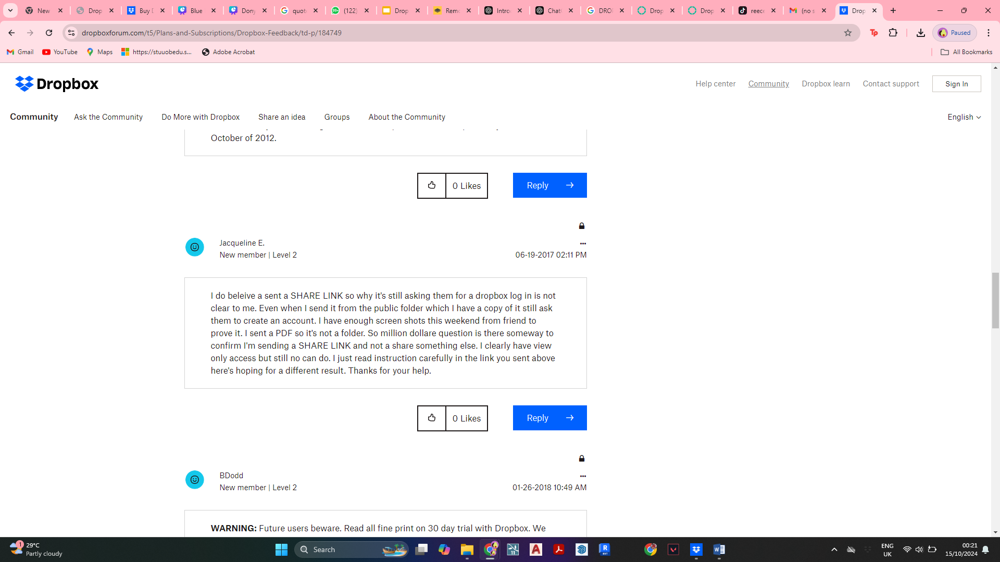 New
Drop
Buy D
Blue
Dony
quot
(122)
Drop
Remo
Intro
Chat
DRO
Drop
Drop
reece
(no s
Drop
dropboxforum.com/t5/Plans-and-Subscriptions/Dropbox-Feedback/td-p/184749
Paused
Gmail
YouTube
Maps
https://stuuobedu.s...
Adobe Acrobat
All Bookmarks
Dropbox
Help center
Community
Dropbox learn
Contact support
Sign In
Community
Ask the Community
Do More with Dropbox
Share an idea
Groups
About the Community
English
October of 2012.
0 Likes
Reply
Jacqueline E.
New member | Level 2
06-19-2017 02:11 PM
I do beleive a sent a SHARE LINK so why it's still asking them for a dropbox log in is not
clear to me. Even when I send it from the public folder which I have a copy of it still ask
them to create an account. I have enough screen shots this weekend from friend to
prove it. I sent a PDF so it's not a folder. So million dollare question is there someway to
confirm I'm sending a SHARE LINK and not a share something else. I clearly have view
only access but still no can do. I just read instruction carefully in the link you sent above
here's hoping for a different result. Thanks for your help.
0 Likes
Reply
BDodd
New member | Level 2
01-26-2018 10:49 AM
WARNING: Future users beware. Read all fine print on 30 day trial with Dropbox. We
1
29°C
Partly cloudy
Search
ENG
UK
00:21
15/10/2024